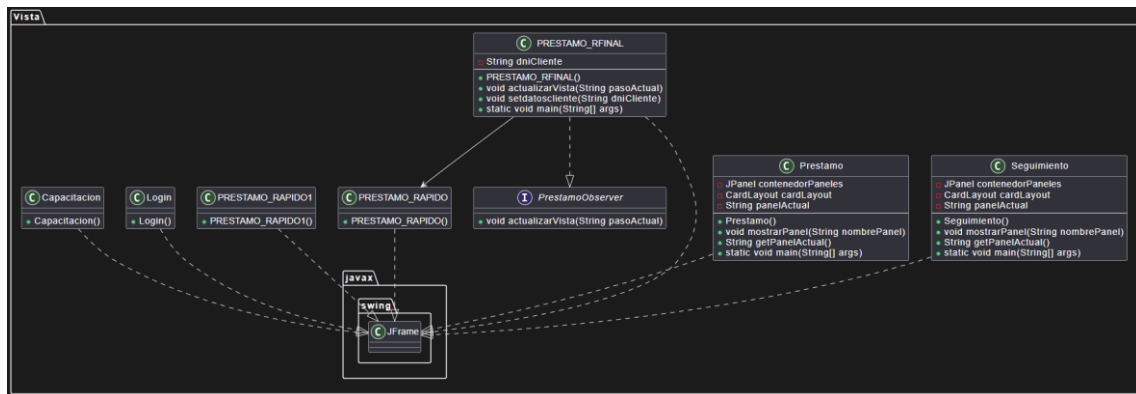 Vista
C PRESTAMO_RFINAL
String dniCliente
PRESTAMO_RFINAL()
void actualizarVista(String pasoActual)
void setdatoscliente(String dniCliente)
static void main(String[] args)
C Capacitacion
Capacitacion()
C Login
Login()
C PRESTAMO_RAPIDO1
PRESTAMO_RAPIDO1()
C PRESTAMO_RAPIDO
PRESTAMO_RAPIDO()
I PrestamoObserver
void actualizarVista(String pasoActual)
C Prestamo
JPanel contenedorPaneles
CardLayout cardLayout
String panelActual
Prestamo()
void mostrarPanel(String nombrePanel)
String getPanelActual()
static void main(String[] args)
C Seguimiento
JPanel contenedorPaneles
CardLayout cardLayout
String panelActual
Seguimiento()
void mostrarPanel(String nombrePanel)
String getPanelActual()
static void main(String[] args)
javax
swing
C JFrame